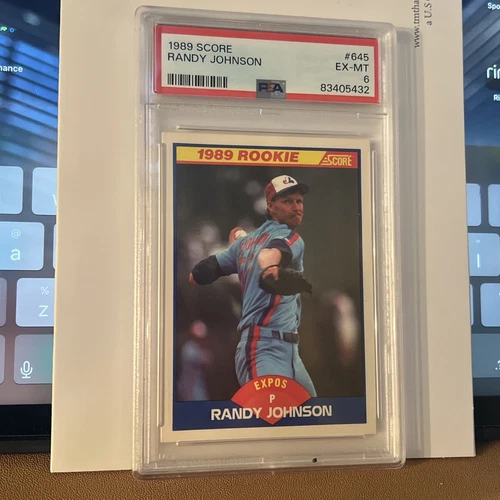 1989 SCORE
#645
RANDY JOHNSON
EX-MT
6
PSA
83405432
1989 ROOKIE
SCORE
EXPOS
P
RANDY JOHNSON
a U.S
a
Z
X